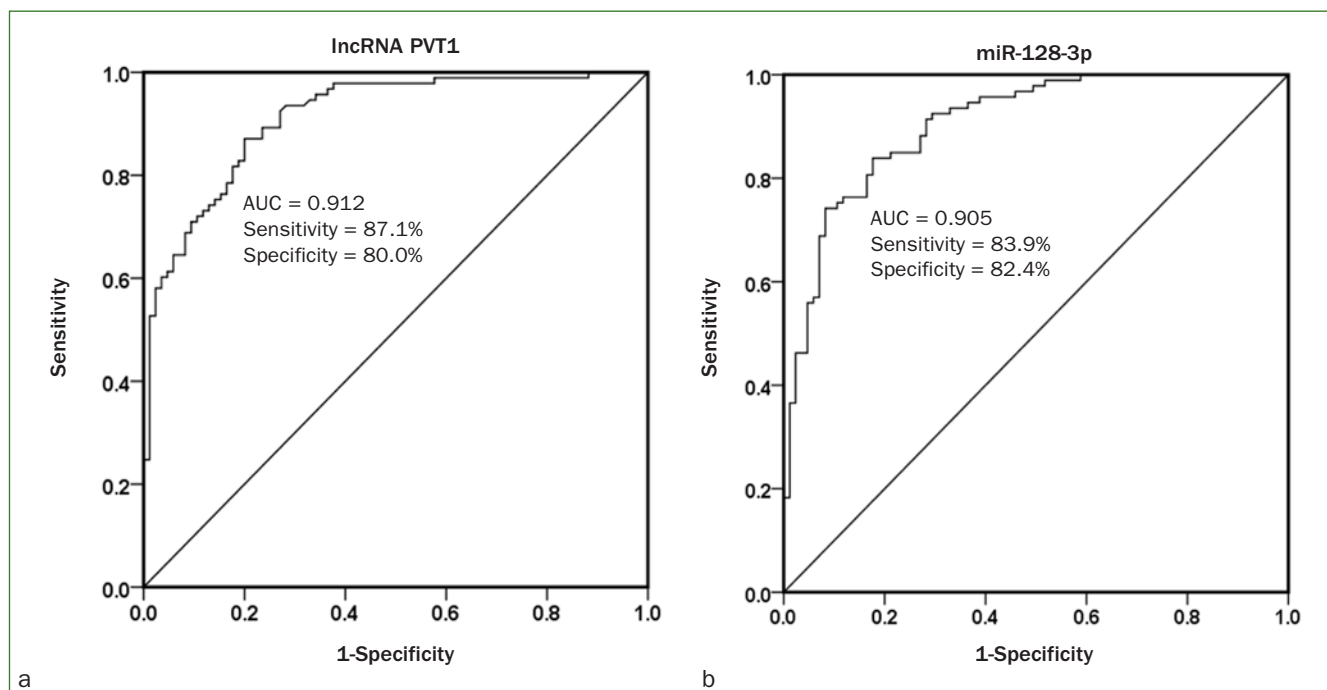 lncRNA PVT1
1.0
0.8
0.6
0.4
0.2
0.0
Sensitivity
AUC = 0.912
Sensitivity = 87.1%
Specificity = 80.0%
0.0 0.2 0.4 0.6 0.8 1.0
1-Specificity
a
miR-128-3p
1.0
0.8
0.6
0.4
0.2
0.0
Sensitivity
AUC = 0.905
Sensitivity = 83.9%
Specificity = 82.4%
0.0 0.2 0.4 0.6 0.8 1.0
1-Specificity
b